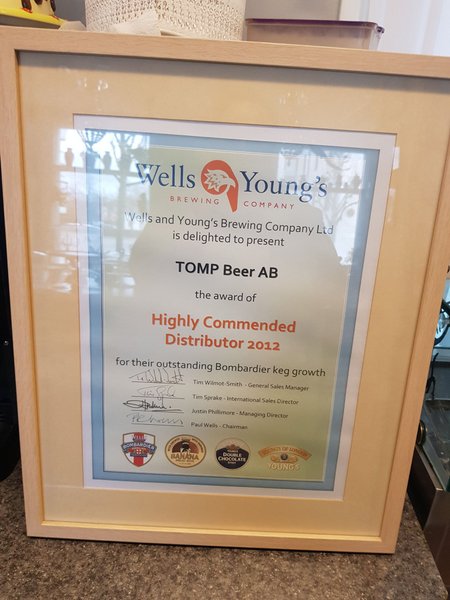 Wells Young's
BREWING COMPANY
Wells and Young's Brewing Company Ltd
is delighted to present
TOMP Beer AB
the award of
Highly Commended
Distributor 2012
for their outstanding Bombardier keg growth
Tim Wilmot-Smith - General Sales Manager
Tim Sprake - International Sales Director
Justin Phillimore - Managing Director
Paul Wells - Chairman
BOMBARDIER
BANANA
DOUBLE
CHOCOLATE
YOUNG'S